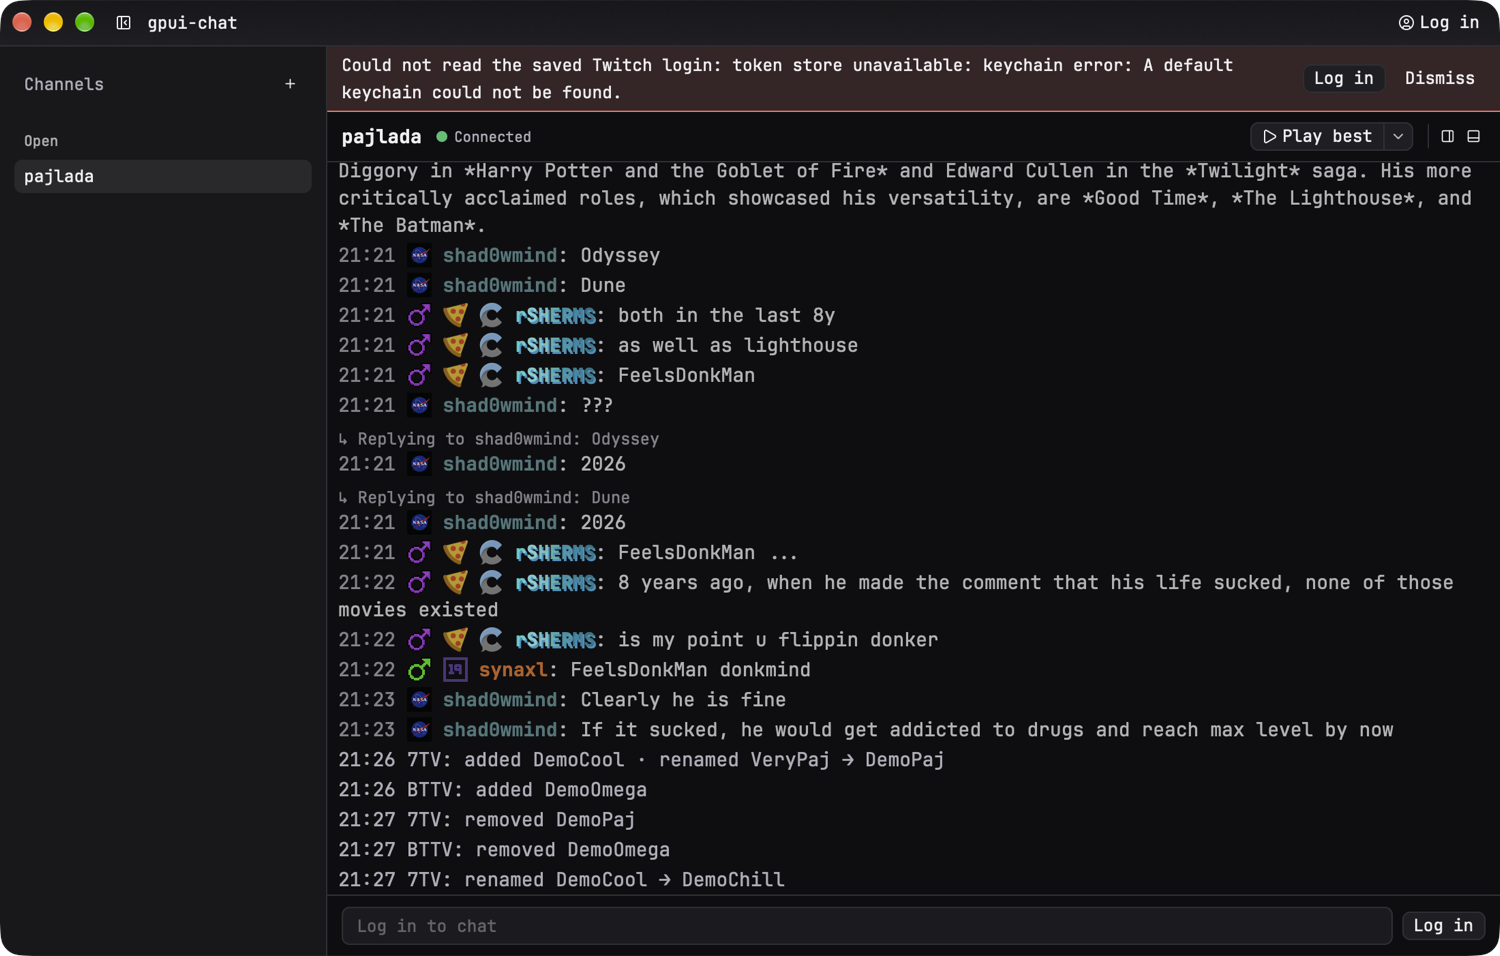 gpui-chat
Log in
Channels
+
Open
pajlada
Could not read the saved Twitch login: token store unavailable: keychain error: A default
keychain could not be found.
Log in
Dismiss
pajlada
Connected
Play best
Diggory in *Harry Potter and the Goblet of Fire* and Edward Cullen in the *Twilight* saga. His more
critically acclaimed roles, which showcased his versatility, are *Good Time*, *The Lighthouse*, and
*The Batman*.
21:21 NASA shad0wmind: Odyssey
21:21 NASA shad0wmind: Dune
21:21 rSHERMS: both in the last 8y
21:21 rSHERMS: as well as lighthouse
21:21 rSHERMS: FeelsDonkMan
21:21 NASA shad0wmind: ???
↳ Replying to shad0wmind: Odyssey
21:21 NASA shad0wmind: 2026
↳ Replying to shad0wmind: Dune
21:21 NASA shad0wmind: 2026
21:21 rSHERMS: FeelsDonkMan ...
21:22 rSHERMS: 8 years ago, when he made the comment that his life sucked, none of those
movies existed
21:22 rSHERMS: is my point u flippin donker
21:22 19 synaxl: FeelsDonkMan donkmind
21:23 NASA shad0wmind: Clearly he is fine
21:23 NASA shad0wmind: If it sucked, he would get addicted to drugs and reach max level by now
21:26 7TV: added DemoCool · renamed VeryPaj → DemoPaj
21:26 BTTV: added DemoOmega
21:27 7TV: removed DemoPaj
21:27 BTTV: removed DemoOmega
21:27 7TV: renamed DemoCool → DemoChill
Log in to chat
Log in